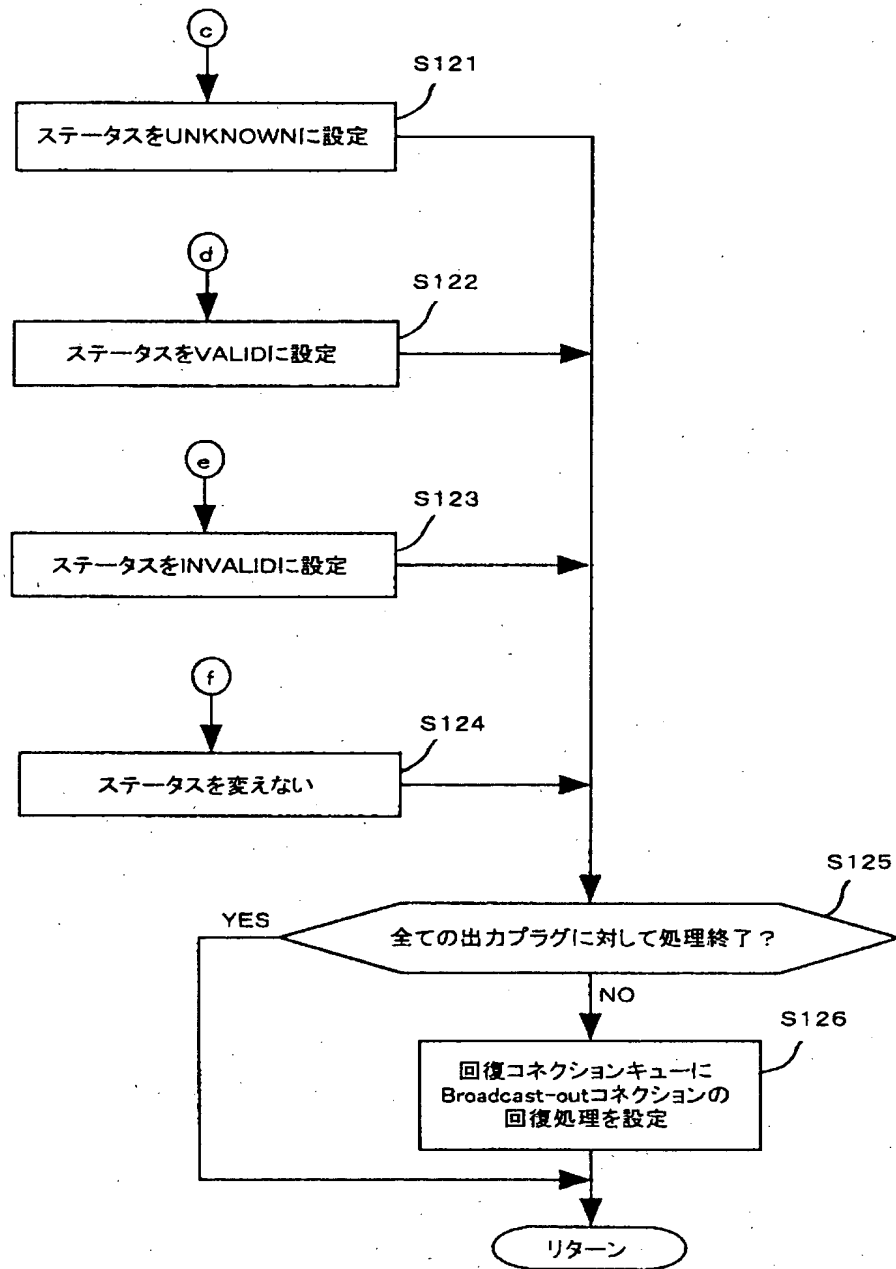 c
S121
ステータスをUNKNOWNに設定
d
S122
ステータスをVALIDに設定
e
S123
ステータスをINVALIDに設定
f
S124
ステータスを変えない
S125
YES
全ての出力プラグに対して処理終了?
NO
S126
回復コネクションキューに
Broadcast-outコネクションの
回復処理を設定
リターン